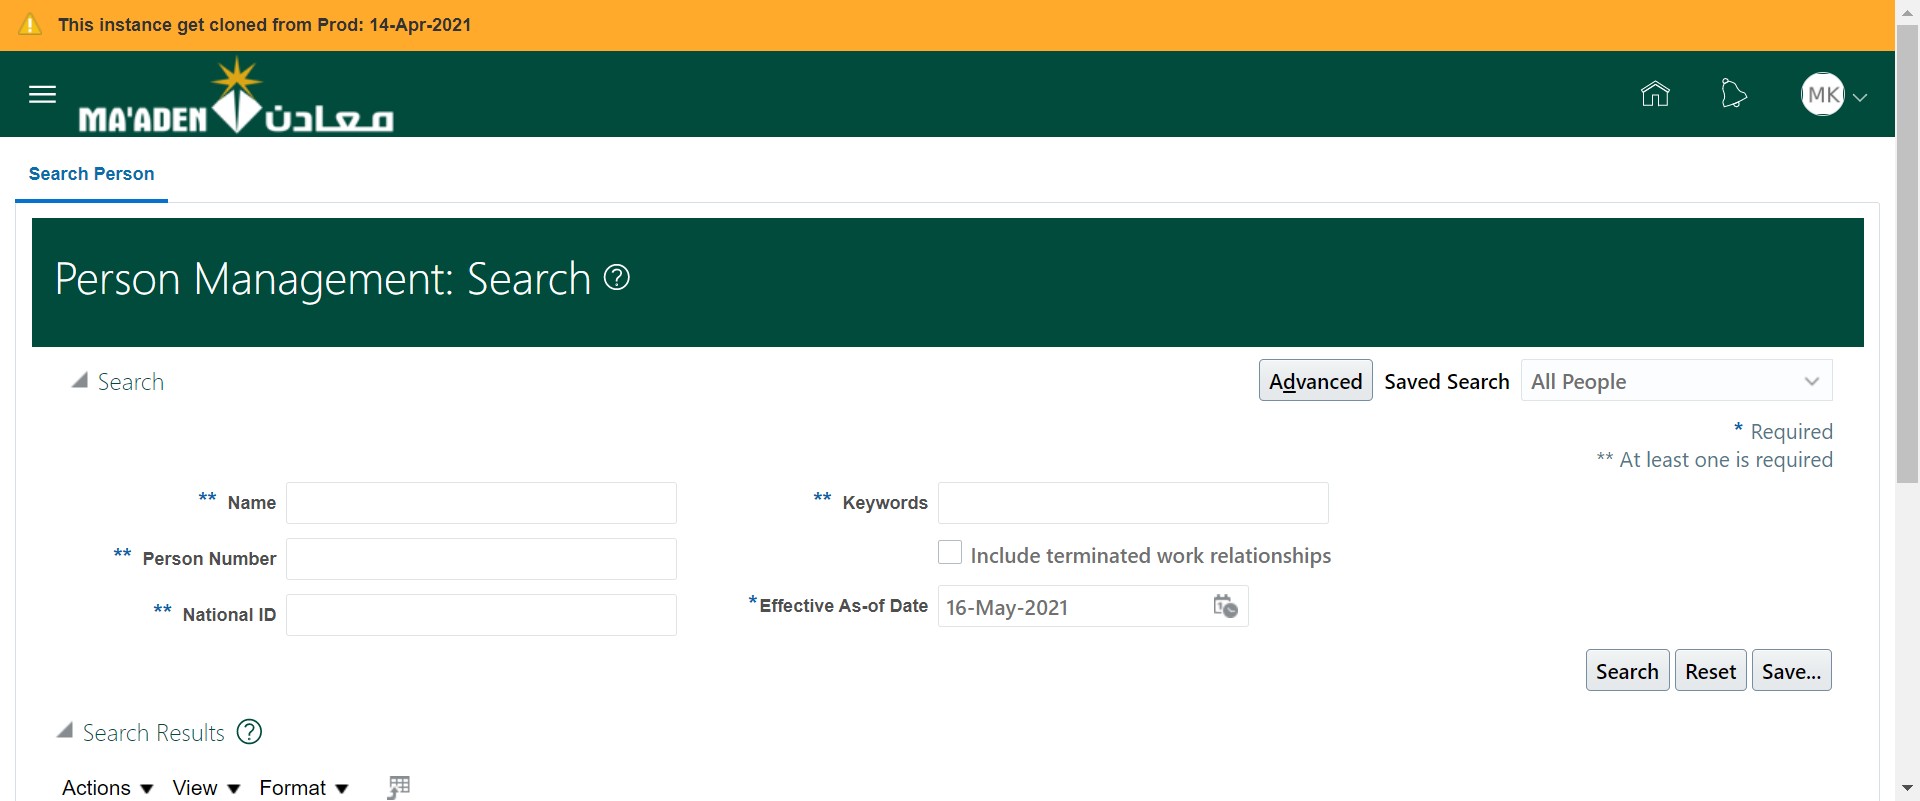 This instance get cloned from Prod: 14-Apr-2021
MA'ADEN معادن
MK
Search Person
Person Management: Search ?
Search
Advanced Saved Search All People
* Required
** At least one is required
** Name
** Keywords
** Person Number
Include terminated work relationships
** National ID
*Effective As-of Date 16-May-2021
Search Reset Save...
Search Results ?
Actions View Format